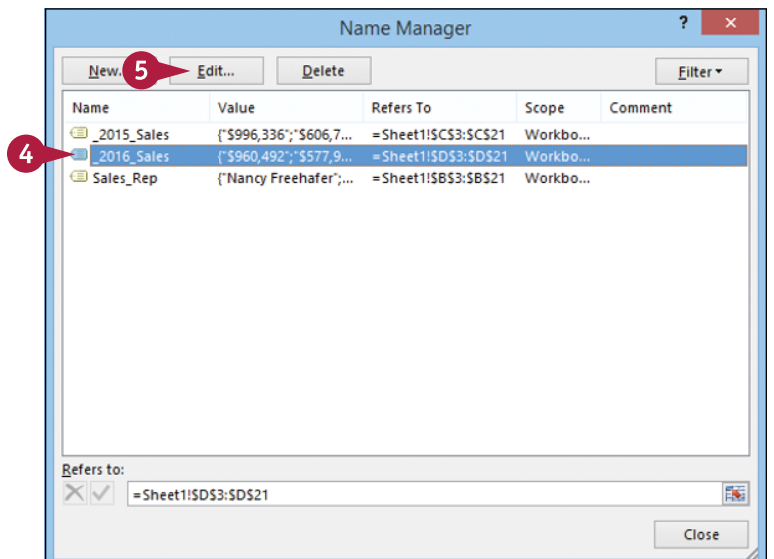 Name Manager ? ×
New. 5 Edit... Delete Filter
Name Value Refers To Scope Comment
_2015_Sales {"$996,336";"$606,7... =Sheet1!$C$3:$C$21 Workbo...
4 _2016_Sales {"$960,492";"$577,9... =Sheet1!$D$3:$D$21 Workbo...
Sales_Rep {"Nancy Freehafer";... =Sheet1!$B$3:$B$21 Workbo...
Refers to:
=Sheet1!$D$3:$D$21
Close